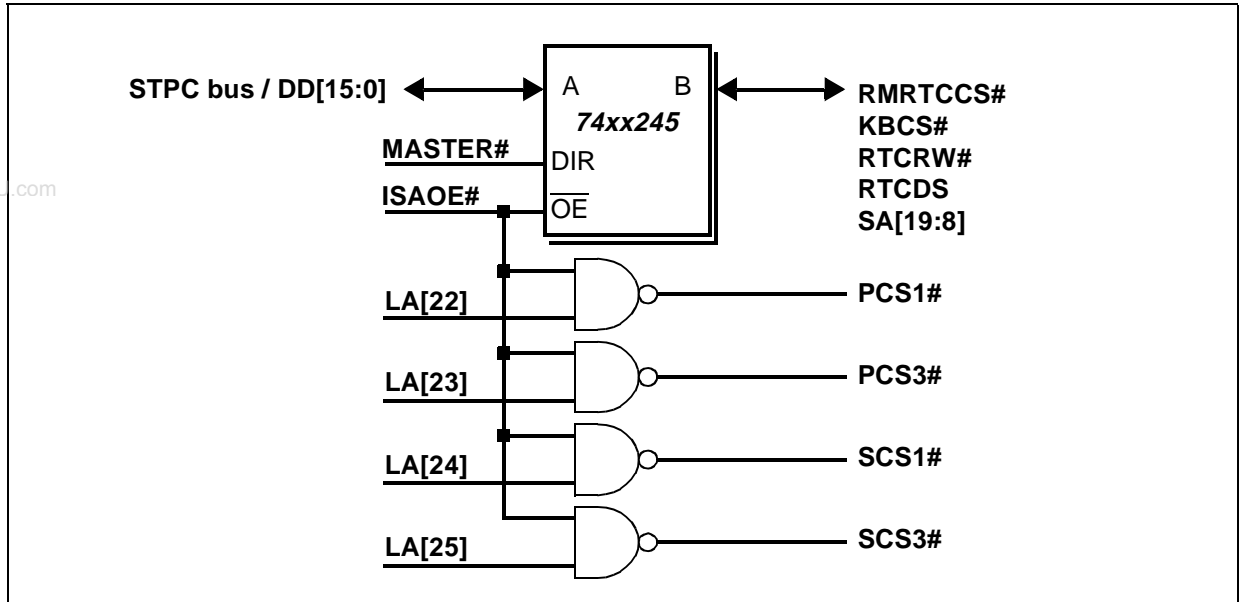 STPC bus / DD[15:0]
A B
74xx245
DIR
OE
MASTER#
ISAOE#
RMRTCCS#
KBCS#
RTCRW#
RTCDS
SA[19:8]
LA[22]
PCS1#
LA[23]
PCS3#
LA[24]
SCS1#
LA[25]
SCS3#
.com